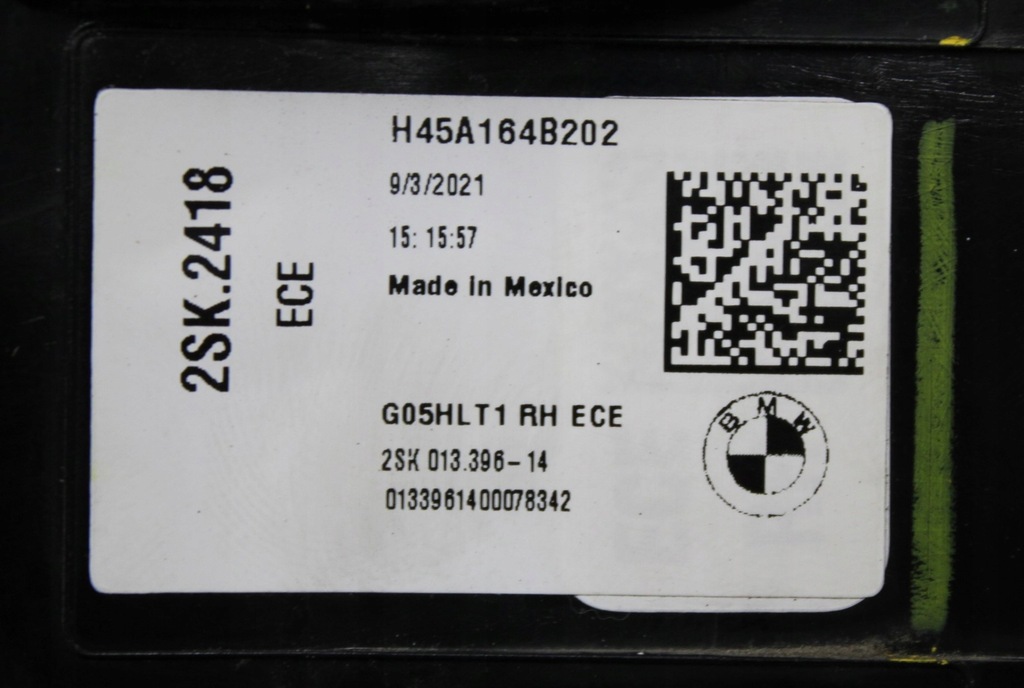 H45A164B202
9/3/2021
15: 15:57
Made in Mexico
2SK.2418
ECE
G05HLT1 RH ECE
2SK 013.396-14
0133961400078342
BMW